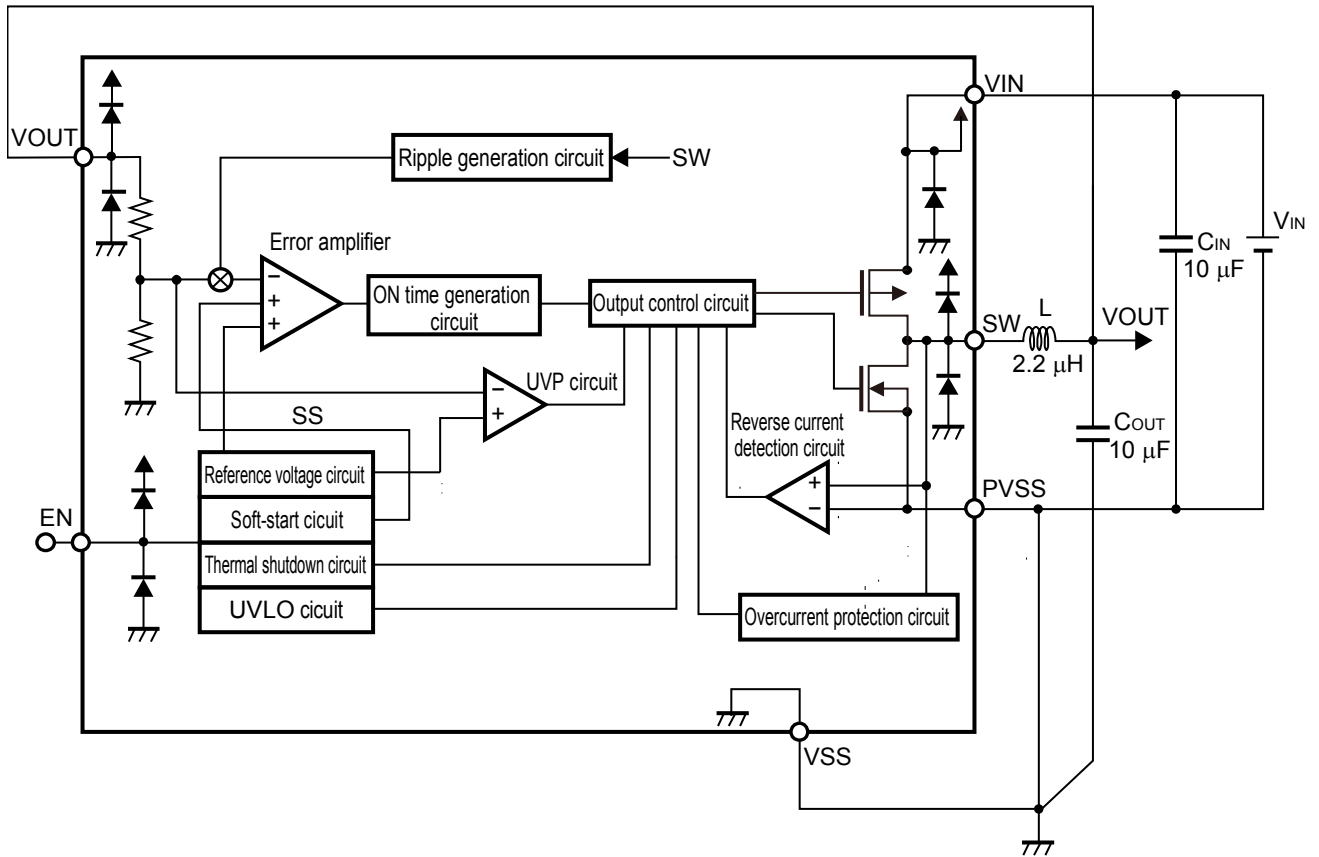 VIN
VOUT
Ripple generation circuit
SW
Error amplifier
VIN
CIN
10 μF
−
+
+
ON time generation
circuit
Output control circuit
SW
L
2.2 μH
VOUT
UVP circuit
−
+
SS
Reverse current
detection circuit
COUT
10 μF
Reference voltage circuit
+
−
PVSS
Soft-start cicuit
EN
Thermal shutdown circuit
UVLO cicuit
Overcurrent protection circuit
VSS